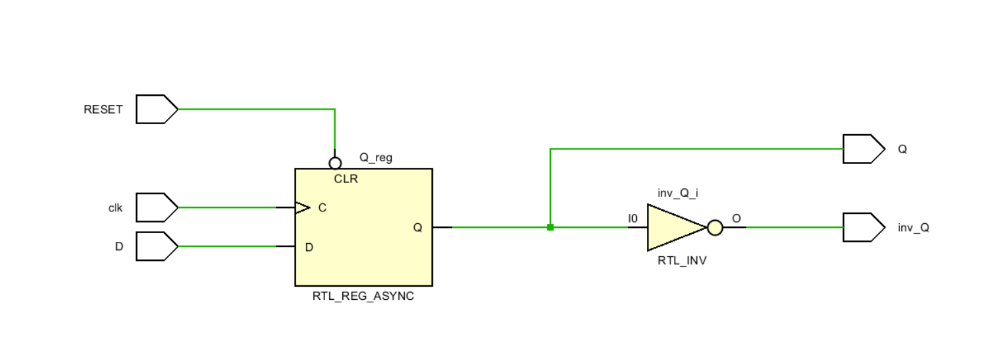 RESET
Q_reg
CLR
clk
C
D
D
Q
RTL_REG_ASYNC
inv_Q_i
I0
O
RTL_INV
Q
inv_Q